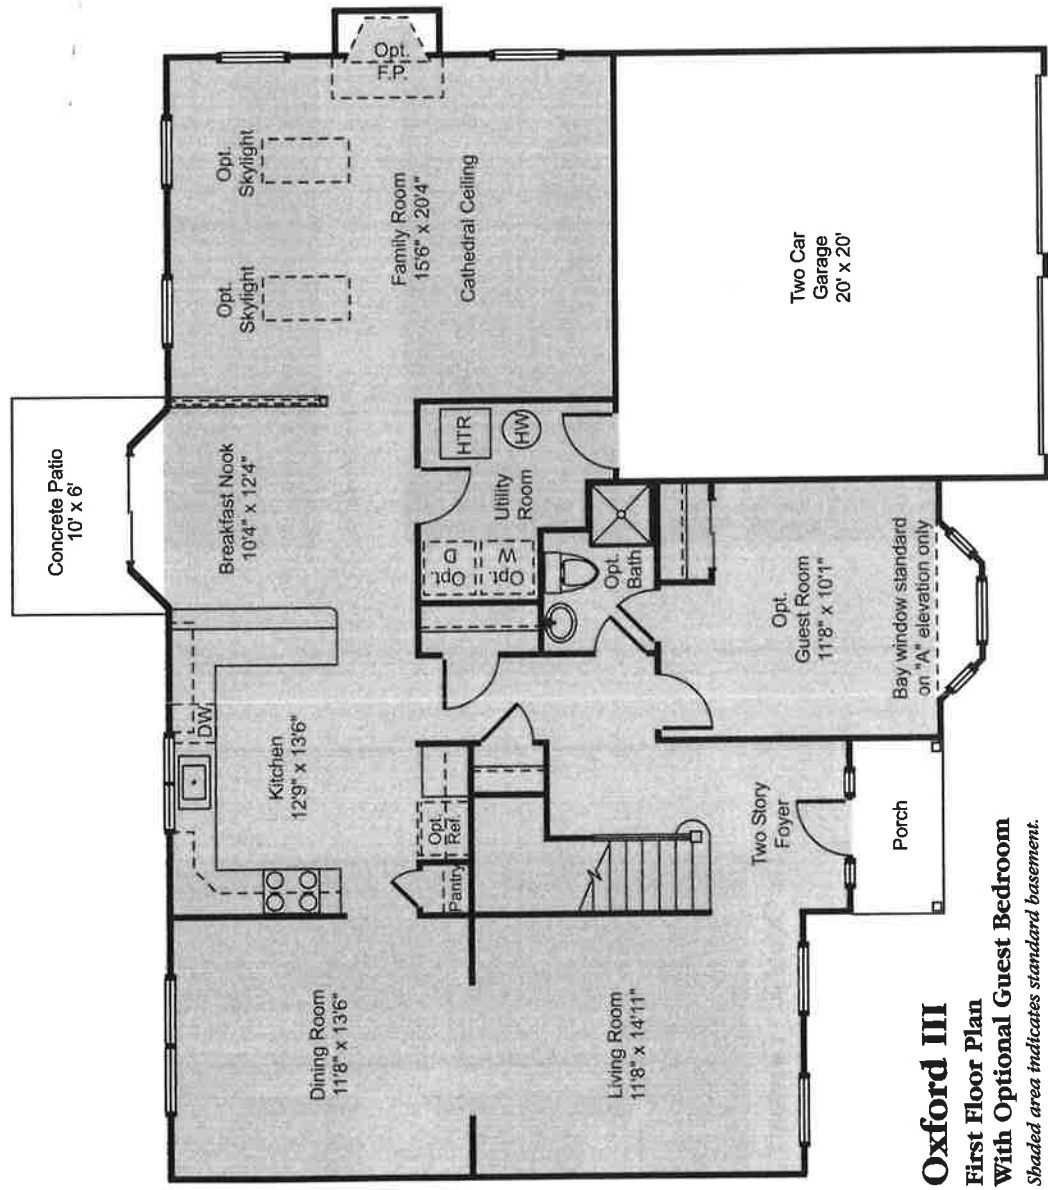 Concrete Patio
10' x 6'
Opt.
F.P.
Opt.
Skylight
Opt.
Skylight
Family Room
15'6" x 20'4"
Cathedral Ceiling
Two Car
Garage
20' x 20'
Breakfast Nook
10'4" x 12'4"
HTR
HW
Utility
Room
Opt.
D
Opt.
W
Opt.
Bath
Opt.
Guest Room
11'8" x 10'1"
Bay window standard
on "A" elevation only
DW
Kitchen
12'9" x 13'6"
Opt.
Ref.
Pantry
Two Story
Foyer
Porch
Dining Room
11'8" x 13'6"
Living Room
11'8" x 14'11"
Oxford III
First Floor Plan
With Optional Guest Bedroom
Shaded area indicates standard basement.